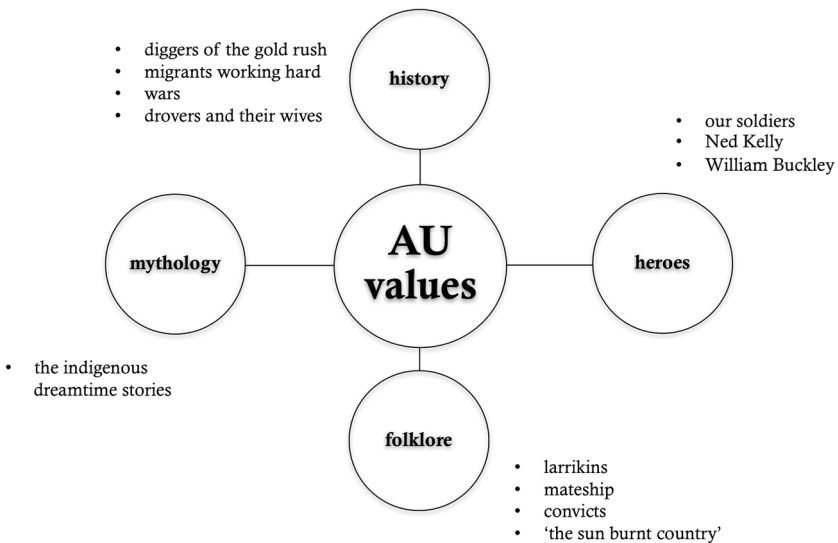 • diggers of the gold rush
• migrants working hard
• wars
• drovers and their wives
history
• our soldiers
• Ned Kelly
• William Buckley
mythology
AU
values
heroes
• the indigenous
dreamtime stories
folklore
• larrikins
• mateship
• convicts
• ‘the sun burnt country’